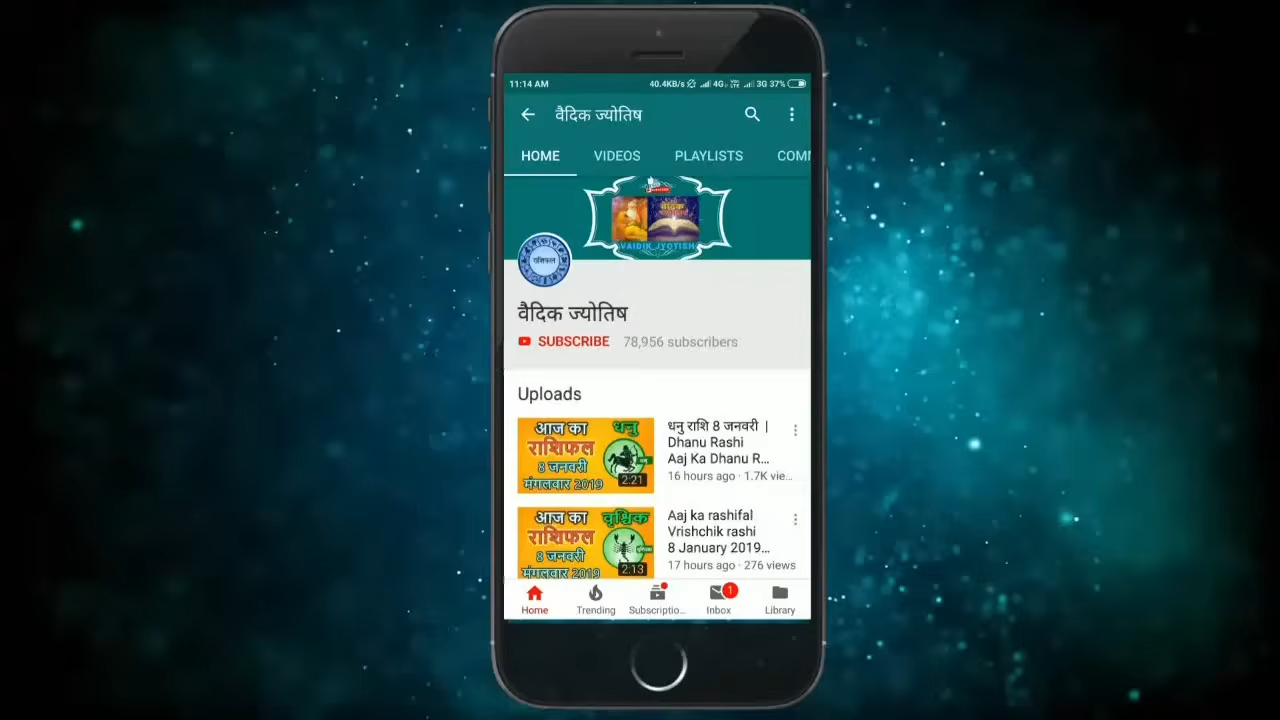 11:14 AM
40.4KB/s 4G VoLTE 3G 37%
वैदिक ज्योतिष
HOME VIDEOS PLAYLISTS COM
वैदिक
VAIDIK JYOTISH
राशिफल
वैदिक ज्योतिष
SUBSCRIBE 78,956 subscribers
Uploads
आज का धनु
राशिफल
8 जनवरी
मंगलवार 2019
2:21
धनु राशि 8 जनवरी |
Dhanu Rashi
Aaj Ka Dhanu R...
16 hours ago · 1.7K vie...
आज का वृश्चिक
राशिफल
8 जनवरी
मंगलवार 2019
2:13
Aaj ka rashifal
Vrishchik rashi
8 January 2019...
17 hours ago · 276 views
1
Home Trending Subscriptio... Inbox Library